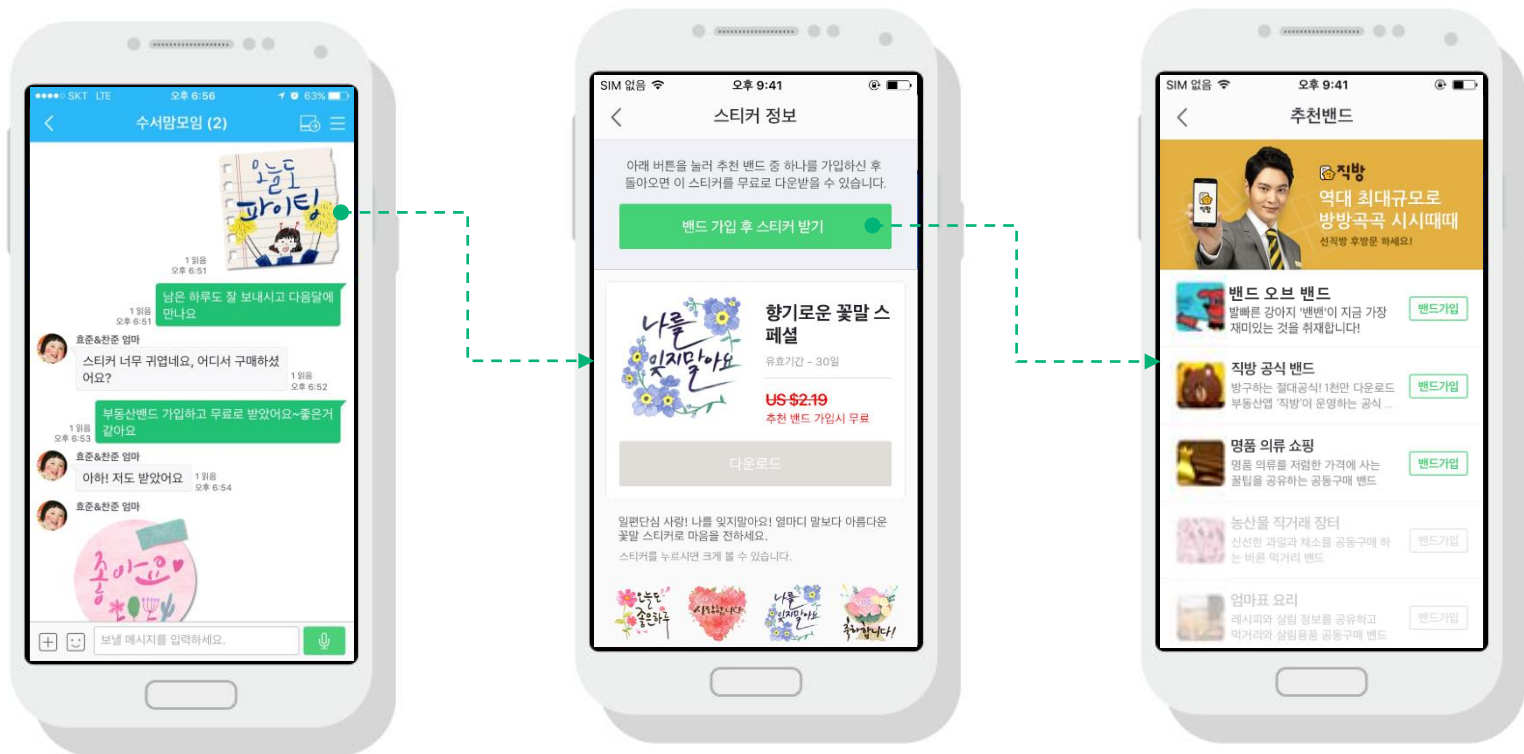 ●●●●○ SKT LTE 오후 6:56 63%
수서맘모임 (2)
오늘도
파이팅
1 읽음
오후 6:51
남은 하루도 잘 보내시고 다음달에
만나요
1 읽음
오후 6:51
효준&찬준 엄마
스티커 너무 귀엽네요, 어디서 구매하셨
어요?
1 읽음
오후 6:52
부동산밴드 가입하고 무료로 받았어요~좋은거
같아요
1 읽음
오후 6:53
효준&찬준 엄마
아하! 저도 받았어요
1 읽음
오후 6:54
효준&찬준 엄마
좋아요
보낼 메시지를 입력하세요.
SIM 없음 오후 9:41
스티커 정보
아래 버튼을 눌러 추천 밴드 중 하나를 가입하신 후
돌아오면 이 스티커를 무료로 다운받을 수 있습니다.
밴드 가입 후 스티커 받기
나를
잊지말아요
향기로운 꽃말 스
페셜
유효기간 - 30일
US $2.19
추천 밴드 가입시 무료
다운로드
일편단심 사랑! 나를 잊지말아요! 열마디 말보다 아름다운
꽃말 스티커로 마음을 전하세요.
스티커를 누르시면 크게 볼 수 있습니다.
오늘도
좋은하루
사랑합니다
나를
잊지말아요
축하합니다!
SIM 없음 오후 9:41
추천밴드
직방
직방
역대 최대규모로
방방곡곡 시시때때
선직방 후방문 하세요!
밴드 오브 밴드
발빠른 강아지 '밴밴'이 지금 가장
재미있는 것을 취재합니다!
밴드가입
직방 공식 밴드
방구하는 절대공식! 1천만 다운로드
부동산앱 '직방'이 운영하는 공식 ...
밴드가입
명품 의류 쇼핑
명품 의류를 저렴한 가격에 사는
꿀팁을 공유하는 공동구매 밴드
밴드가입
농산물 직거래 장터
신선한 과일과 채소를 공동구매 하
는 바른 먹거리 밴드
밴드가입
엄마표 요리
레시피와 살림 정보를 공유하고
먹거리와 살림용품 공동구매 밴드
밴드가입